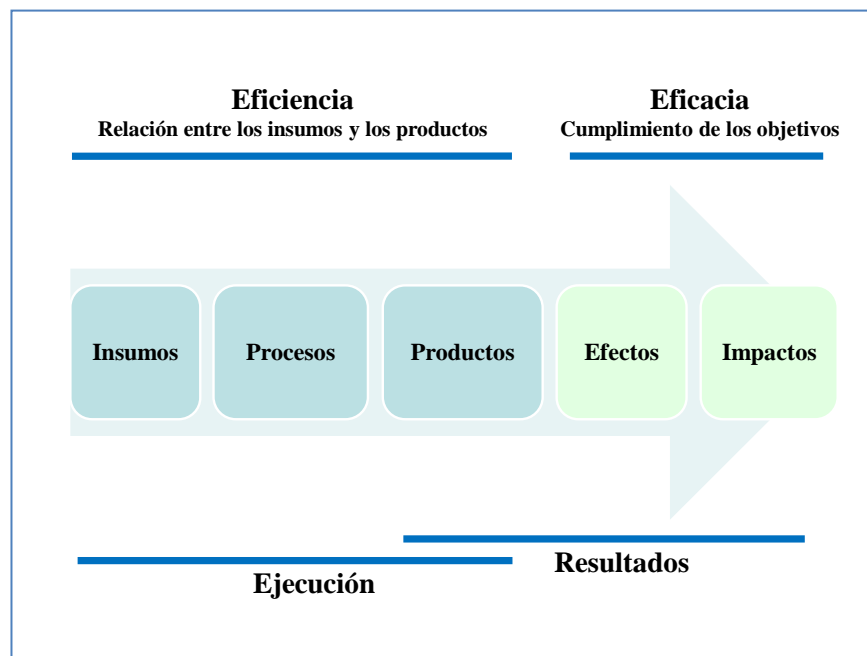 Eficiencia
Relación entre los insumos y los productos
Eficacia
Cumplimiento de los objetivos
Insumos
Procesos
Productos
Efectos
Impactos
Ejecución
Resultados